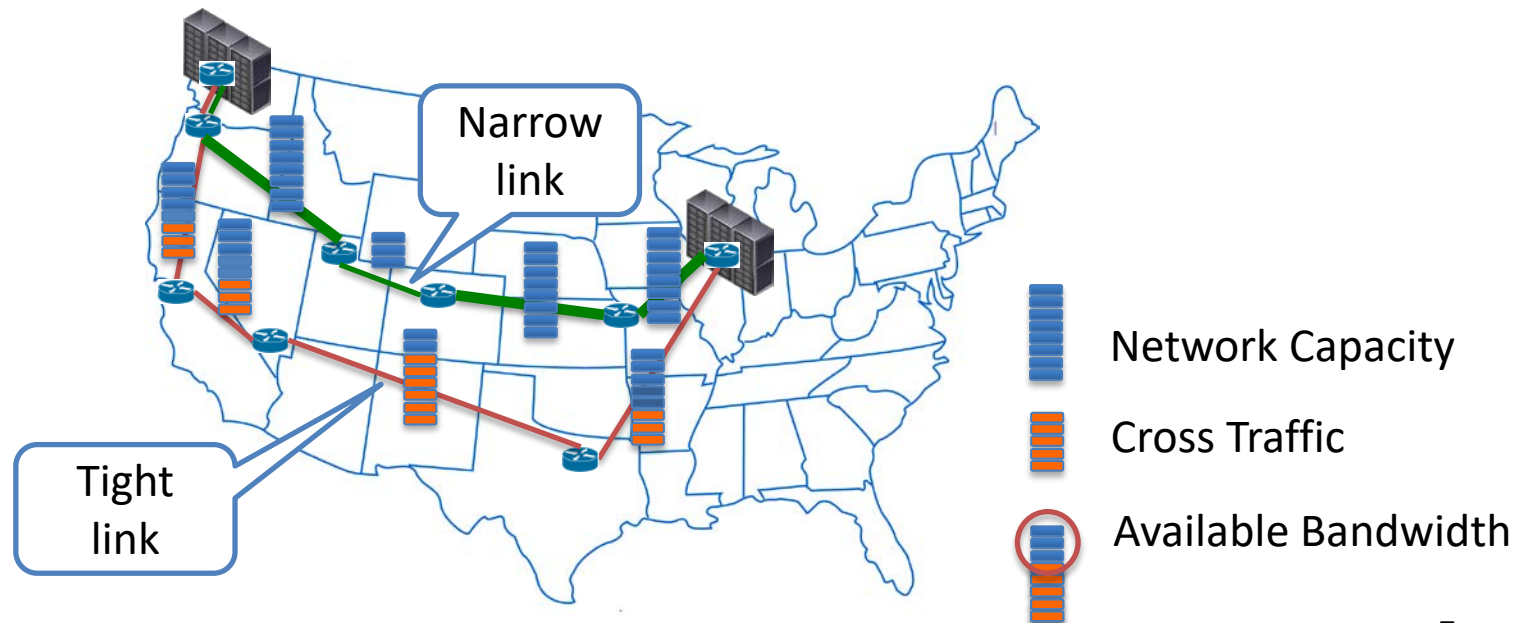 Narrow
link
Tight
link
Network Capacity
Cross Traffic
Available Bandwidth